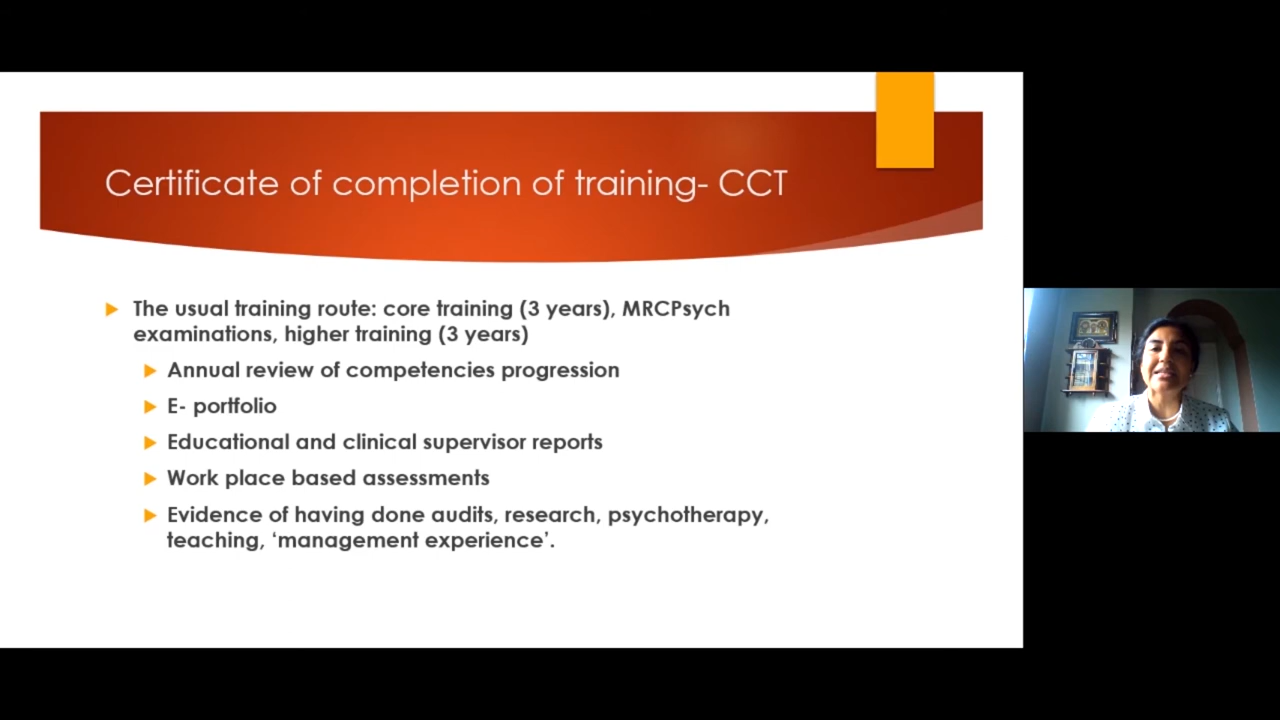 Certificate of completion of training- CCT
The usual training route: core training (3 years), MRCPsych
examinations, higher training (3 years)
Annual review of competencies progression
E- portfolio
Educational and clinical supervisor reports
Work place based assessments
Evidence of having done audits, research, psychotherapy,
teaching, ‘management experience’.